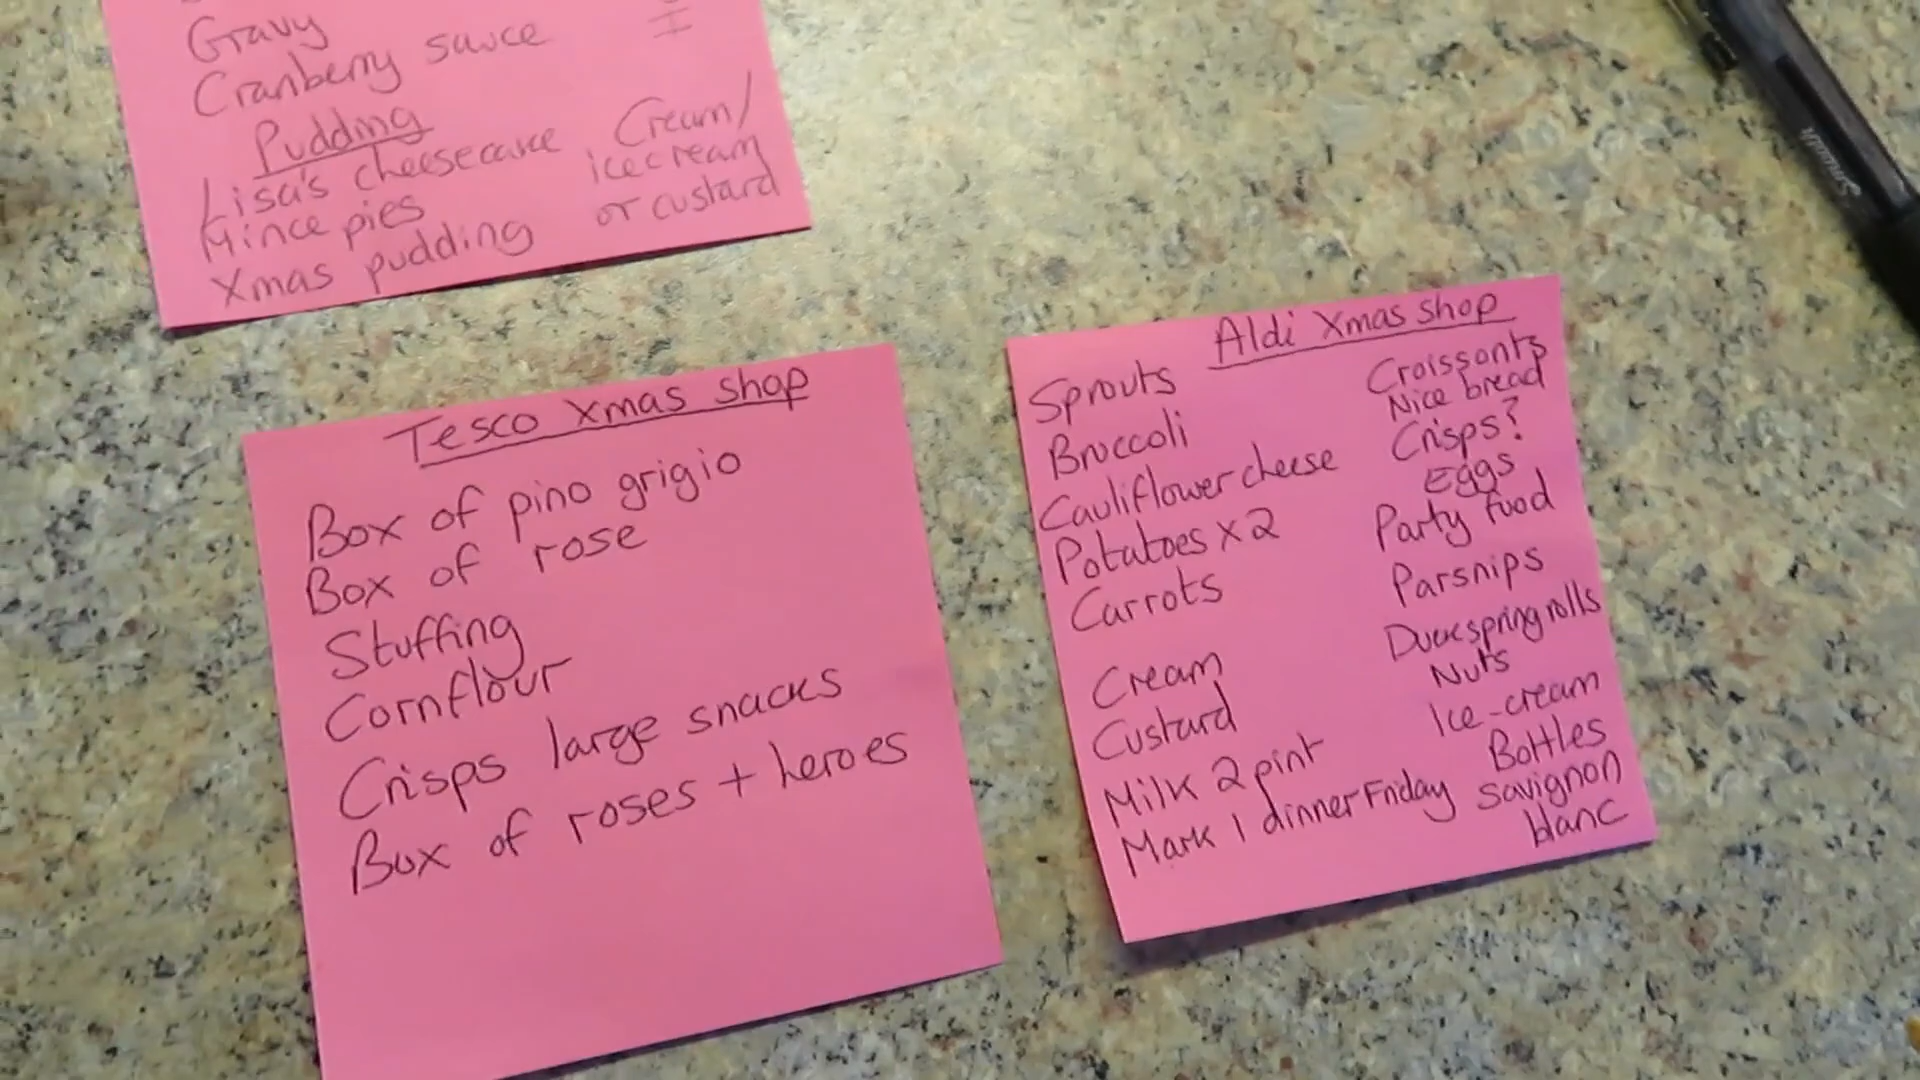 Gravy
Cranberry sauce
Pudding
Lisa's cheesecake
Mince pies
Xmas pudding
Cream/
icecream
or custard
Tesco Xmas shop
Box of pino grigio
Box of rose
Stuffing
Cornflour
Crisps large snacks
Box of roses + heroes
Aldi Xmas shop
Sprouts
Broccoli
Cauliflower cheese
Potatoes x 2
Carrots
Cream
Custard
Milk 2 pint
Mark 1 dinner Friday
Croissants
Nice bread
Crisps?
Eggs
Party food
Parsnips
Duck spring rolls
Nuts
Ice-cream
Bottles
savignon
blanc